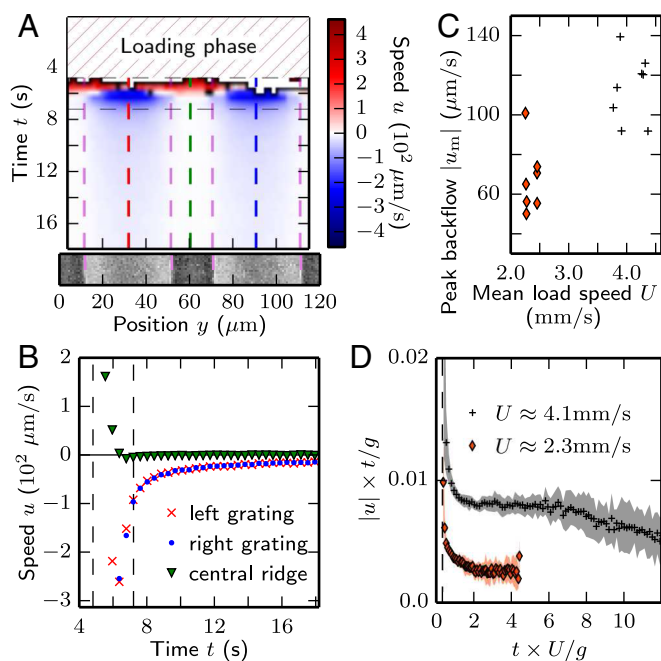 A
Loading phase
4
8
12
16
Time t (s)
0 20 40 60 80 100 120
Position y (μm)
4
3
2
1
0
−1
−2
−3
−4
Speed u (10² μm/s)
C
140
100
60
Peak backflow |uₘ| (μm/s)
2.0 3.0 4.0
Mean load speed U
(mm/s)
B
2
1
0
−1
−2
−3
Speed u (10² μm/s)
left grating
right grating
central ridge
4 8 12 16
Time t (s)
D
0.02
0.01
0.0
|u| × t/g
U ≈ 4.1mm/s
U ≈ 2.3mm/s
0 2 4 6 8 10
t × U/g